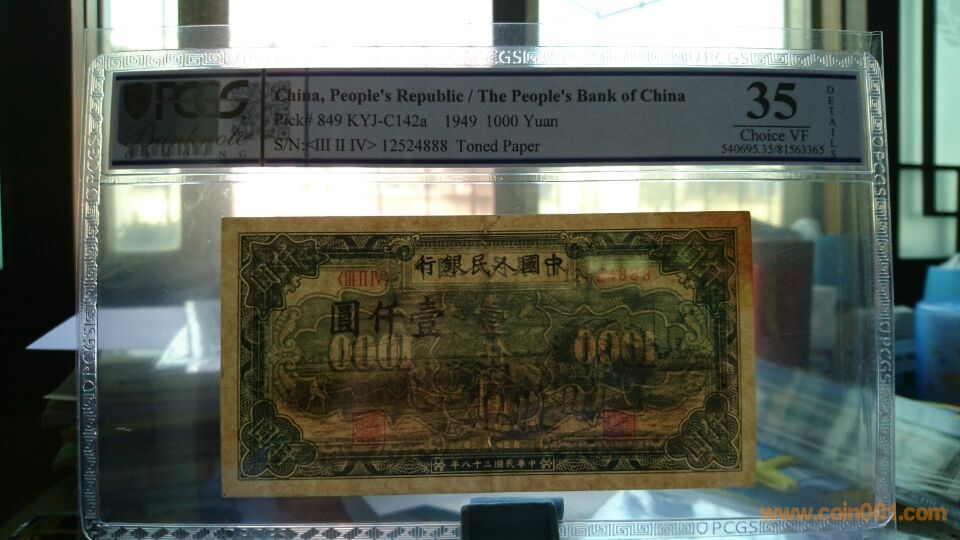 PCGS
Banknote
GRADING
China, People's Republic / The People's Bank of China
Pick# 849 KYJ-C142a 1949 1000 Yuan
S/N:<III II IV> 12524888 Toned Paper
35
Choice VF
540695.35/81563365
DETAILS
行銀民人國中
<III II IV>
圓仟壹
1000
1000
年八十三國民華中
www.coin001.com